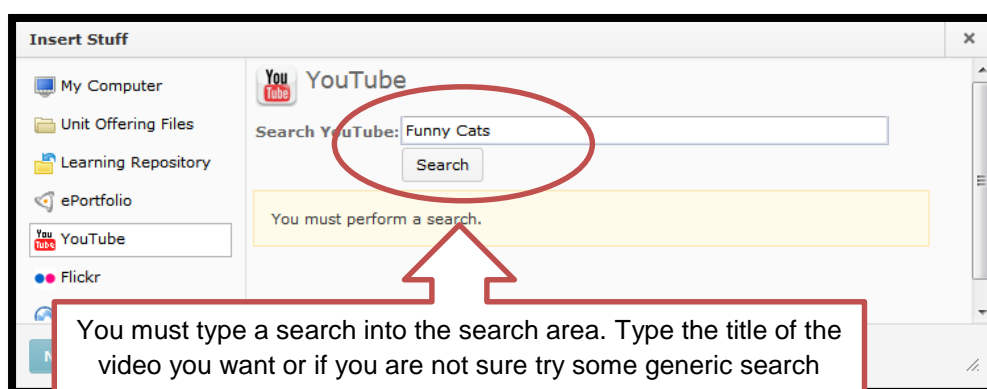 Insert Stuff
My Computer
Unit Offering Files
Learning Repository
ePortfolio
You Tube YouTube
Flickr
You Tube YouTube
Search YouTube: Funny Cats
Search
You must perform a search.
You must type a search into the search area. Type the title of the
video you want or if you are not sure try some generic search